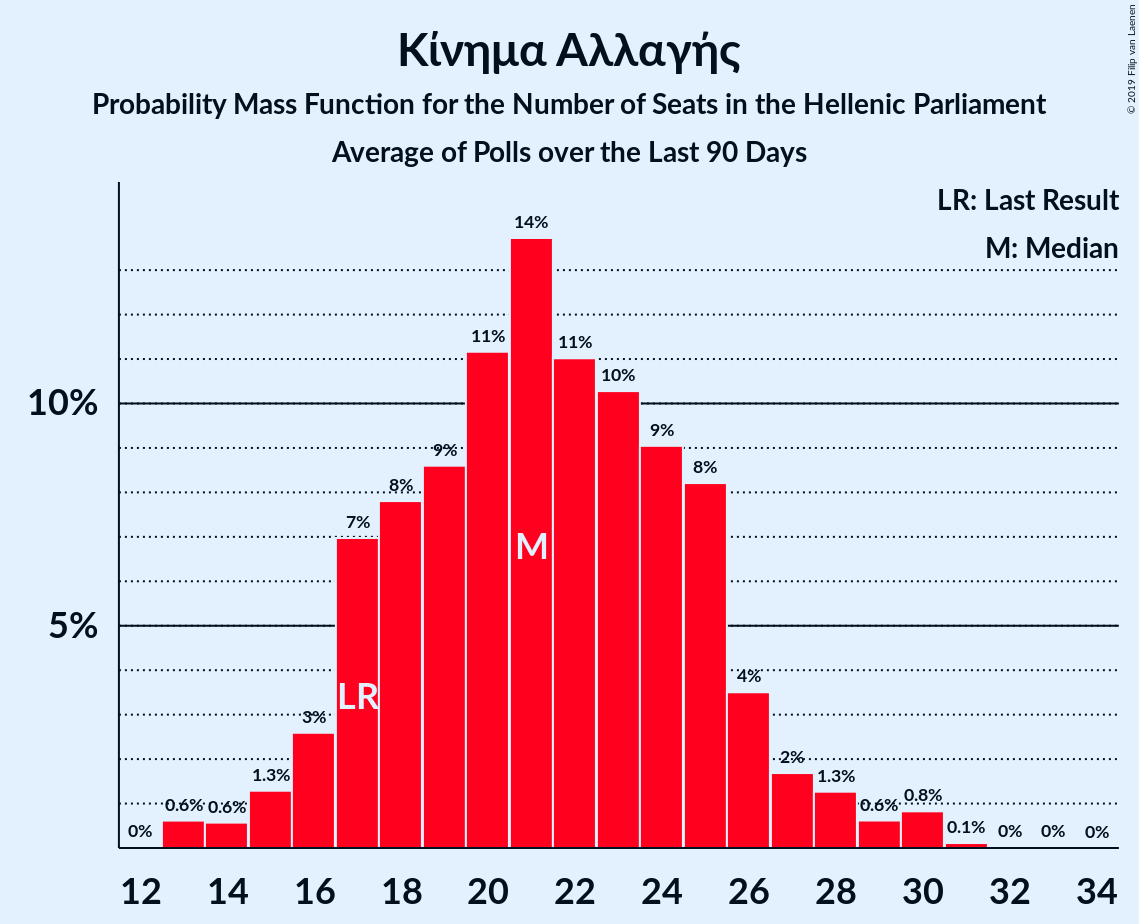 Κίνημα Αλλαγής
Probability Mass Function for the Number of Seats in the Hellenic Parliament
Average of Polls over the Last 90 Days
© 2019 Filip van Laenen
LR: Last Result
M: Median
10%
5%
0%
0.6%
0.6%
1.3%
3%
7%
8%
9%
11%
14%
11%
10%
9%
8%
4%
2%
1.3%
0.6%
0.8%
0.1%
0%
0%
0%
LR
M
12 14 16 18 20 22 24 26 28 30 32 34